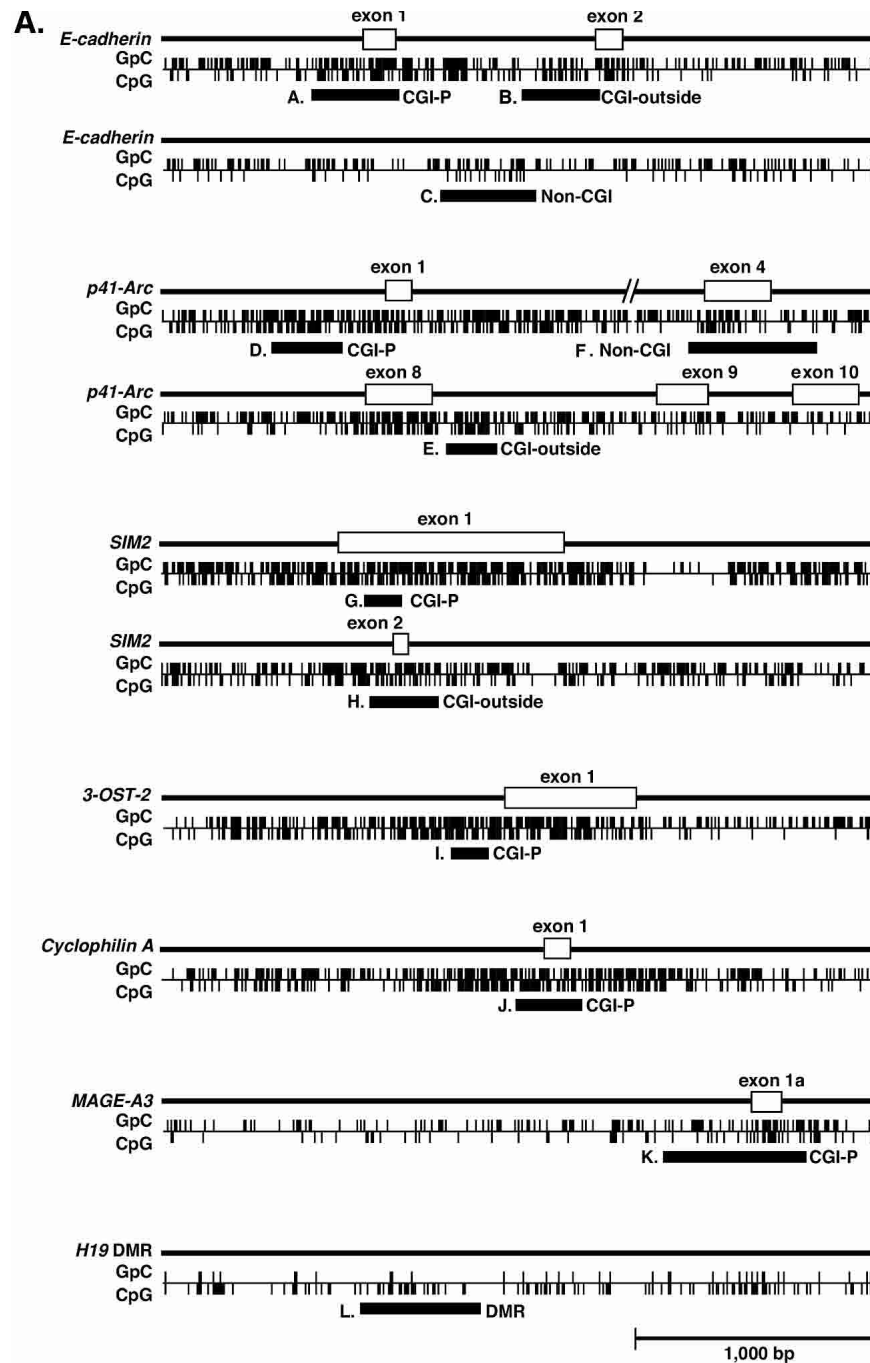 A.
exon 1 exon 2
E-cadherin
GpC
CpG
A. CGI-P B. CGI-outside
E-cadherin
GpC
CpG
C. Non-CGI
exon 1 exon 4
p41-Arc
GpC
CpG
D. CGI-P F. Non-CGI
exon 8 exon 9 exon 10
p41-Arc
GpC
CpG
E. CGI-outside
exon 1
SIM2
GpC
CpG
G. CGI-P
exon 2
SIM2
GpC
CpG
H. CGI-outside
exon 1
3-OST-2
GpC
CpG
I. CGI-P
exon 1
Cyclophilin A
GpC
CpG
J. CGI-P
exon 1a
MAGE-A3
GpC
CpG
K. CGI-P
H19 DMR
GpC
CpG
L. DMR
1,000 bp